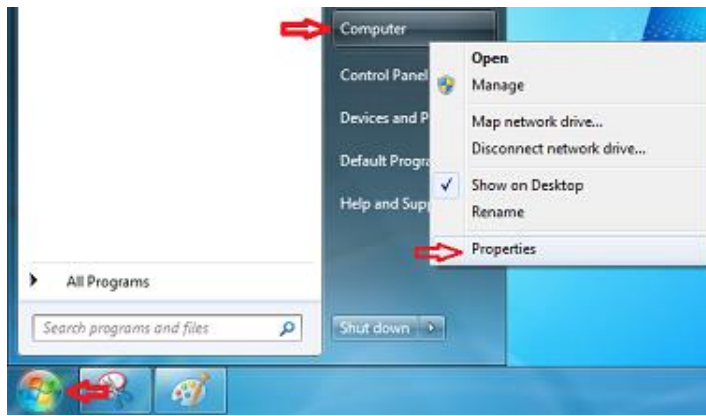 Computer
Control Panel
Devices and P
Default Progra
Help and Supp
Open
Manage
Map network drive...
Disconnect network drive...
Show on Desktop
Rename
Properties
All Programs
Search programs and files
Shut down